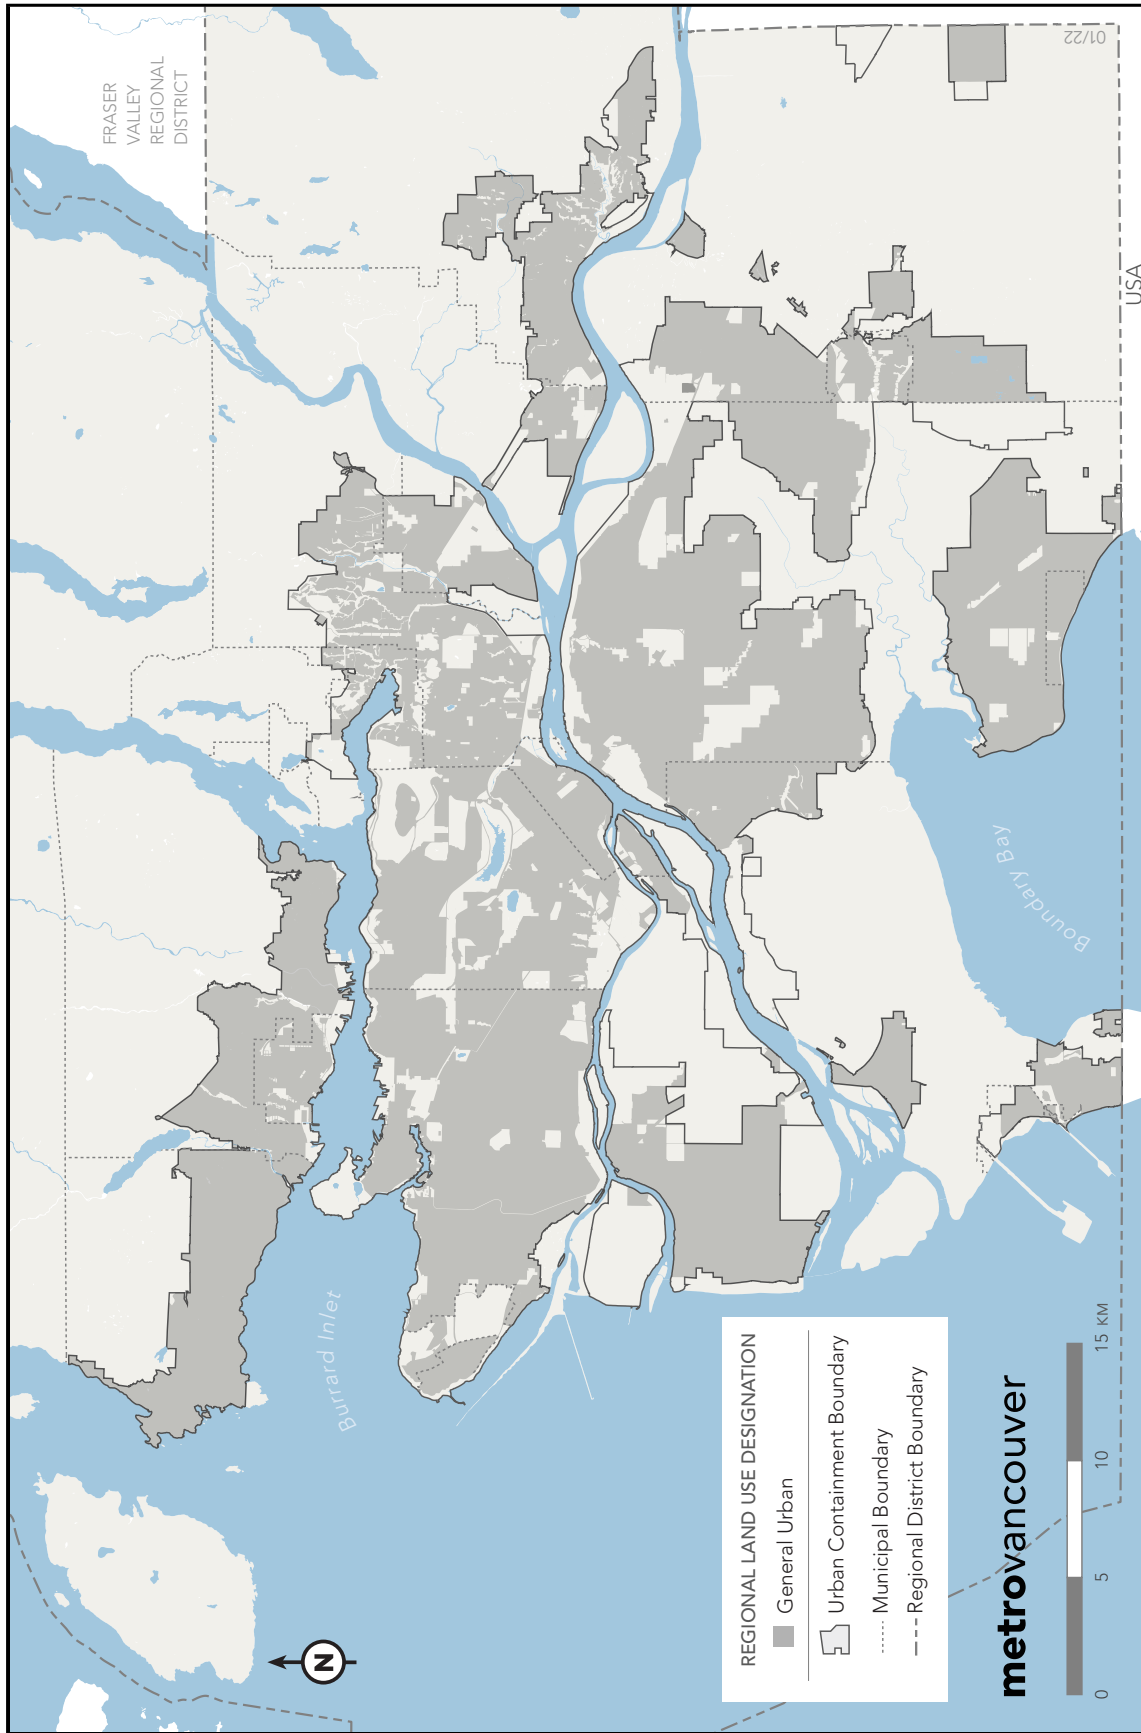 FRASER
VALLEY
REGIONAL
DISTRICT
01/22
USA
Burrard Inlet
Boundary Bay
N
REGIONAL LAND USE DESIGNATION
General Urban
Urban Containment Boundary
Municipal Boundary
Regional District Boundary
metrovancouver
0 5 10 15 KM